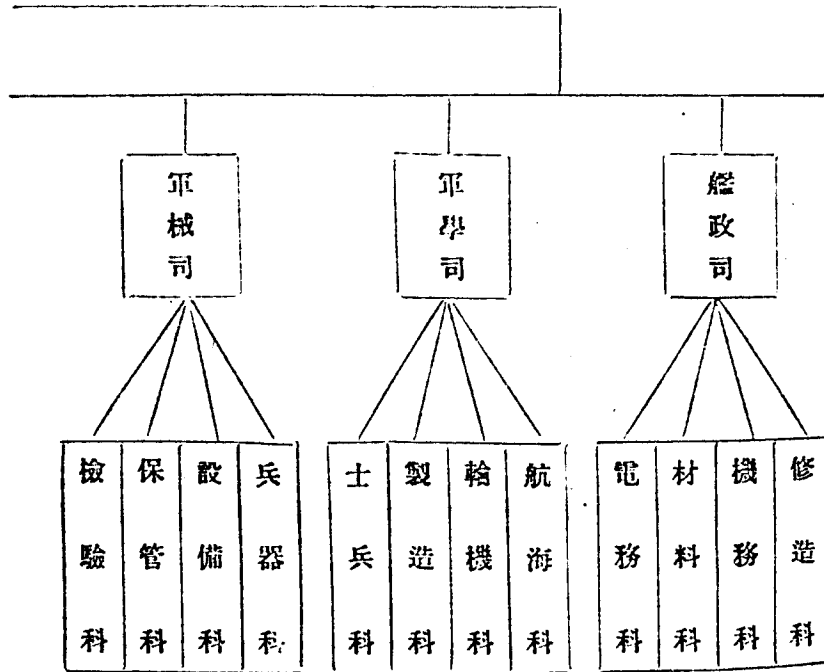 艦政司
軍學司
軍械司
修造科
機務科
材料科
電務科
航海科
輪機科
製造科
士兵科
兵器科
設備科
保管科
檢驗科